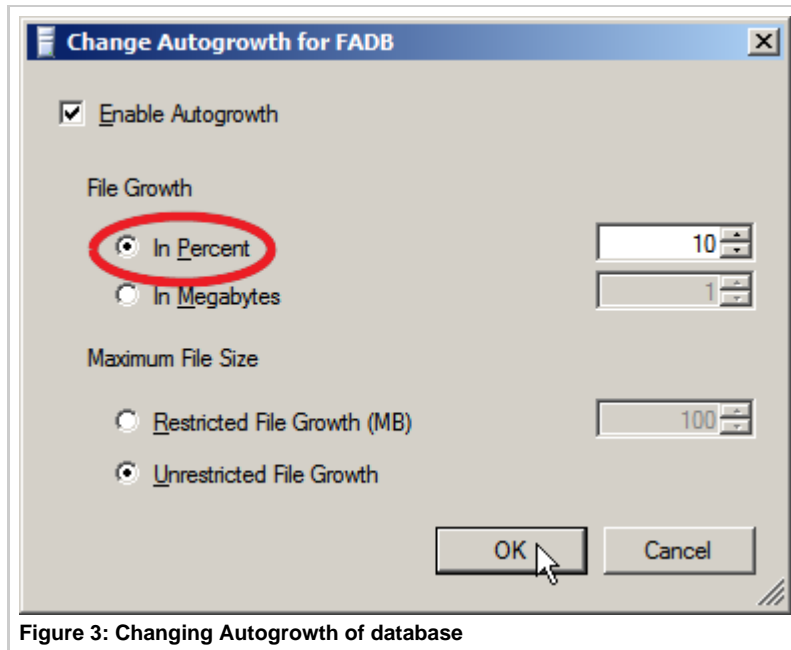 Change Autogrowth for FADB
Enable Autogrowth
File Growth
In Percent 10
In Megabytes 1
Maximum File Size
Restricted File Growth (MB) 100
Unrestricted File Growth
OK Cancel
Figure 3: Changing Autogrowth of database